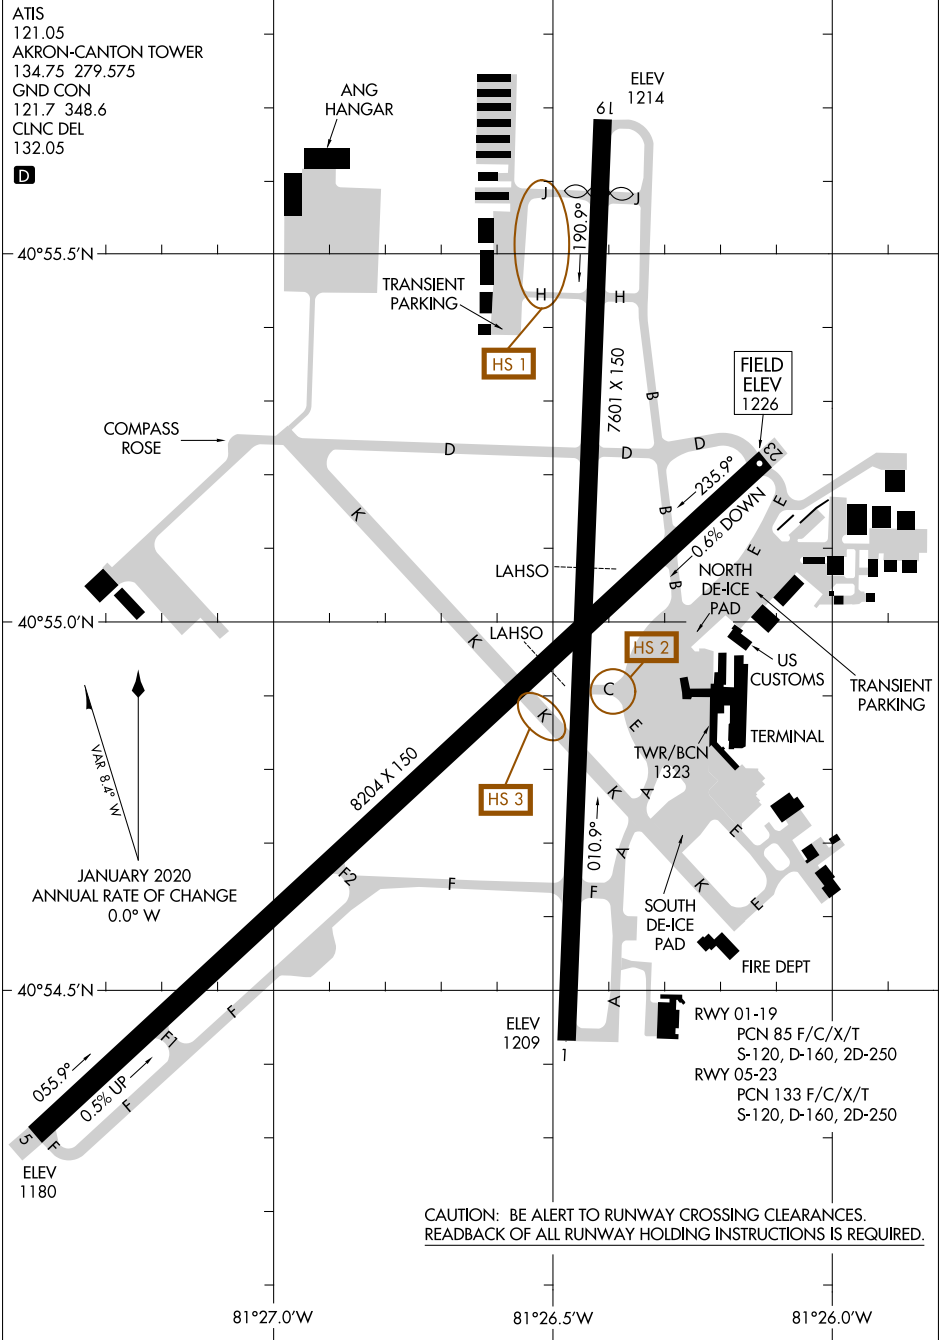 ATIS
121.05
AKRON-CANTON TOWER
134.75 279.575
GND CON
121.7 348.6
CLNC DEL
132.05
D
ANG
HANGAR
ELEV
1214
19
J
J
190.9°
40°55.5'N
TRANSIENT
PARKING
H
H
HS 1
7601 X 150
FIELD
ELEV
1226
B
COMPASS
ROSE
D
D
D
23
235.9°
0.6% DOWN
K
B
E
E
LAHSO
B
NORTH
DE-ICE
PAD
40°55.0'N
LAHSO
K
HS 2
US
CUSTOMS
TRANSIENT
PARKING
C
K
E
TWR/BCN
1323
TERMINAL
VAR 8.4° W
8204 X 150
HS 3
K
A
E
010.9°
A
JANUARY 2020
ANNUAL RATE OF CHANGE
0.0° W
F2
F
F
K
E
SOUTH
DE-ICE
PAD
FIRE DEPT
40°54.5'N
F
A
F1
ELEV
1209
1
RWY 01-19
PCN 85 F/C/X/T
S-120, D-160, 2D-250
RWY 05-23
PCN 133 F/C/X/T
S-120, D-160, 2D-250
055.9°
0.5% UP
F
5
F
ELEV
1180
CAUTION: BE ALERT TO RUNWAY CROSSING CLEARANCES.
READBACK OF ALL RUNWAY HOLDING INSTRUCTIONS IS REQUIRED.
81°27.0'W
81°26.5'W
81°26.0'W